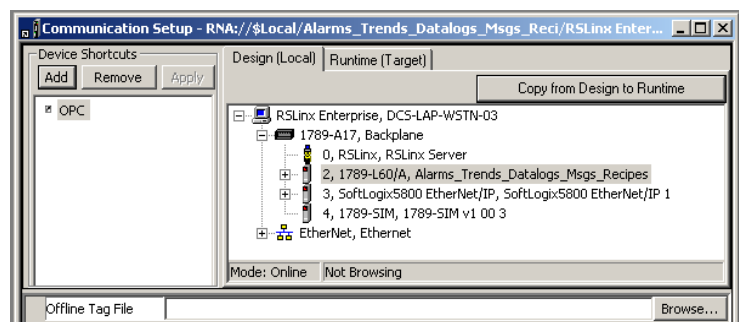 Communication Setup - RNA://$Local/Alarms_Trends_Datalogs_Msgs_Reci/RSLinx Enter...
Device Shortcuts
Add Remove Apply
OPC
Design (Local) Runtime (Target)
Copy from Design to Runtime
RSLinx Enterprise, DCS-LAP-WSTN-03
1789-A17, Backplane
0, RSLinx, RSLinx Server
2, 1789-L60/A, Alarms_Trends_Datalogs_Msgs_Recipes
3, SoftLogix5800 EtherNet/IP, SoftLogix5800 EtherNet/IP 1
4, 1789-SIM, 1789-SIM v1 00 3
EtherNet, Ethernet
Mode: Online Not Browsing
Offline Tag File Browse...